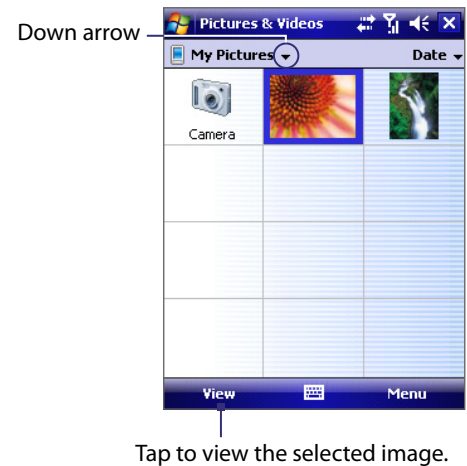 Pictures & Videos
Down arrow
My Pictures
Date
Camera
View
Menu
Tap to view the selected image.